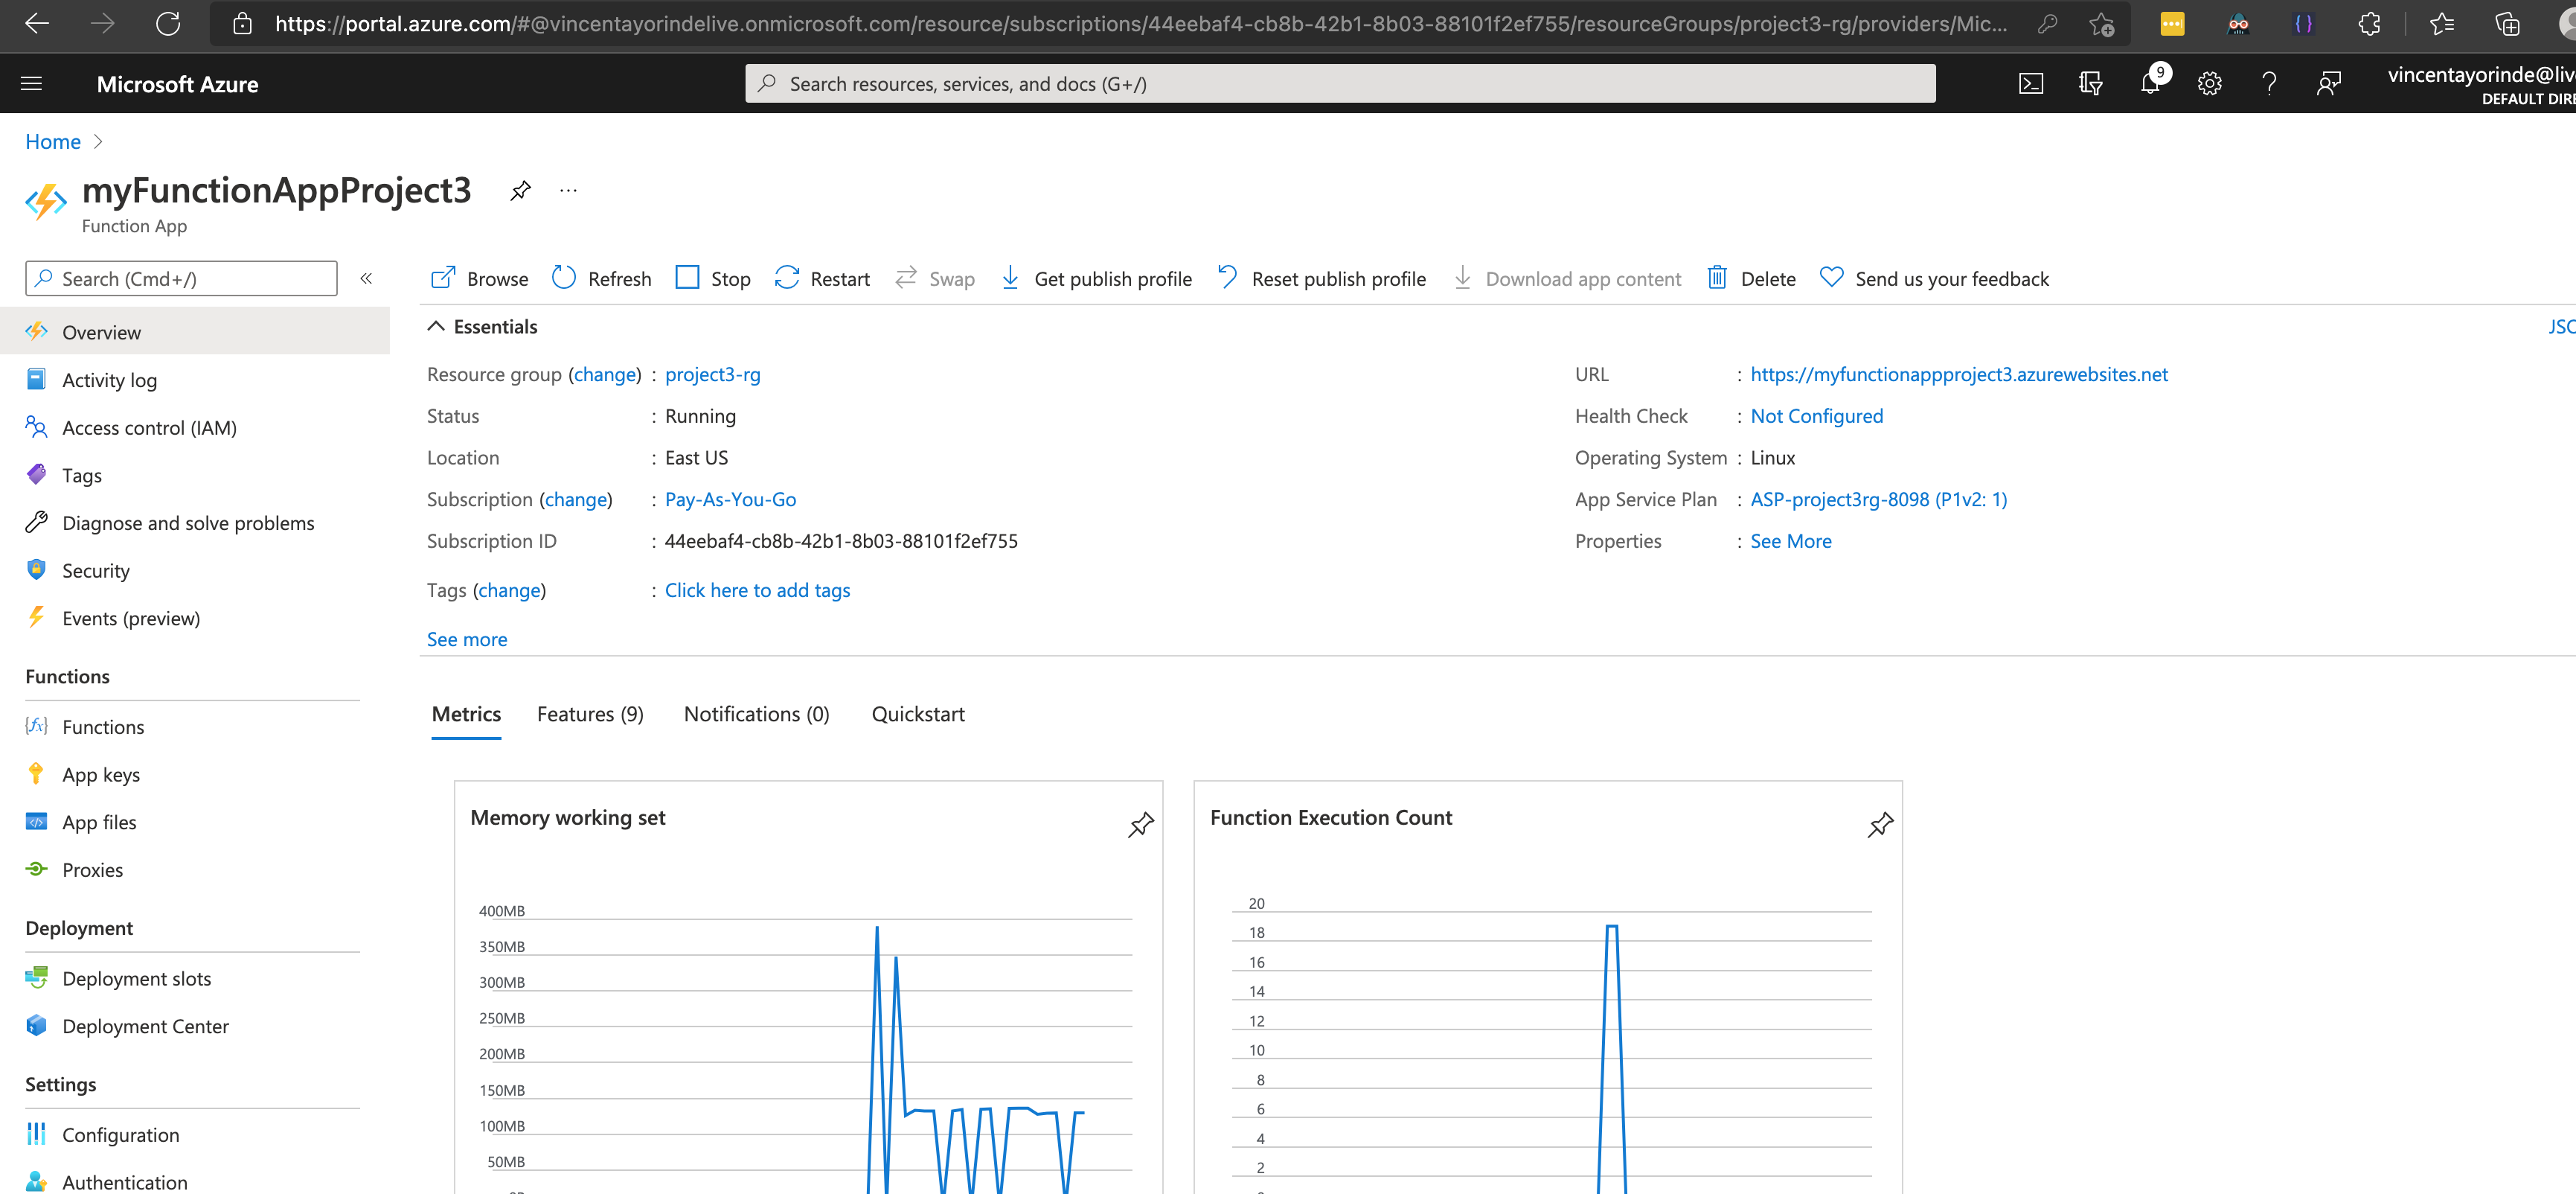 https://portal.azure.com/#@vincentayorindelive.onmicrosoft.com/resource/subscriptions/44eebaf4-cb8b-42b1-8b03-88101f2ef755/resourceGroups/project3-rg/providers/Mic...
Microsoft Azure
Search resources, services, and docs (G+/)
9
vincentayorinde@liv
DEFAULT DIRE
Home
myFunctionAppProject3
Function App
Search (Cmd+/)
Browse Refresh Stop Restart Swap Get publish profile Reset publish profile Download app content Delete Send us your feedback
Overview
Activity log
Access control (IAM)
Tags
Diagnose and solve problems
Security
Events (preview)
Functions
Functions
App keys
App files
Proxies
Deployment
Deployment slots
Deployment Center
Settings
Configuration
Authentication
Essentials
JSO
Resource group (change) : project3-rg
Status : Running
Location : East US
Subscription (change) : Pay-As-You-Go
Subscription ID : 44eebaf4-cb8b-42b1-8b03-88101f2ef755
Tags (change) : Click here to add tags
See more
URL : https://myfunctionappproject3.azurewebsites.net
Health Check : Not Configured
Operating System : Linux
App Service Plan : ASP-project3rg-8098 (P1v2: 1)
Properties : See More
Metrics Features (9) Notifications (0) Quickstart
Memory working set
400MB
350MB
300MB
250MB
200MB
150MB
100MB
50MB
Function Execution Count
20
18
16
14
12
10
8
6
4
2